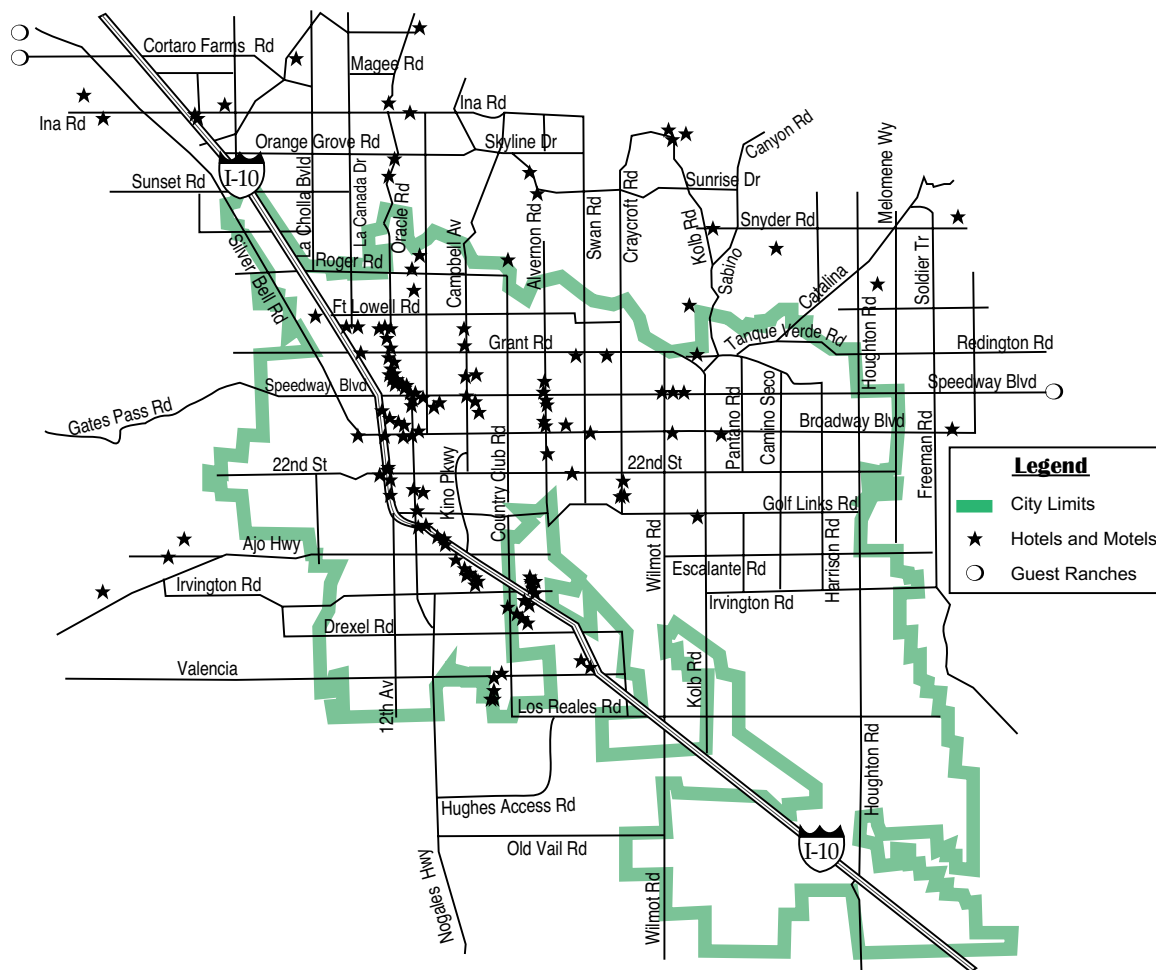 Cortaro Farms Rd
Magee Rd
Ina Rd
Ina Rd
Orange Grove Rd
Skyline Dr
Canyon Rd
Melomene Wy
I-10
Sunset Rd
Sunrise Dr
La Cholla Blvd
La Canada Dr
Oracle Rd
Campbell Av
Alvernon Rd
Swan Rd
Craycroft Rd
Kolb Rd
Sabino
Snyder Rd
Silver Bell Rd
Roger Rd
Catalina
Soldier Tr
Ft Lowell Rd
Houghton Rd
Tanque Verde Rd
Grant Rd
Redington Rd
Speedway Blvd
Speedway Blvd
Gates Pass Rd
Pantano Rd
Camino Seco
Broadway Blvd
Freeman Rd
22nd St
Kino Pkwy
Country Club Rd
Golf Links Rd
Legend
City Limits
Hotels and Motels
Guest Ranches
Ajo Hwy
Wilmot Rd
Escalante Rd
Harrison Rd
Irvington Rd
Irvington Rd
Drexel Rd
Valencia
12th Av
Kolb Rd
Los Reales Rd
Houghton Rd
Hughes Access Rd
Old Vail Rd
I-10
Nogales Hwy
Wilmot Rd